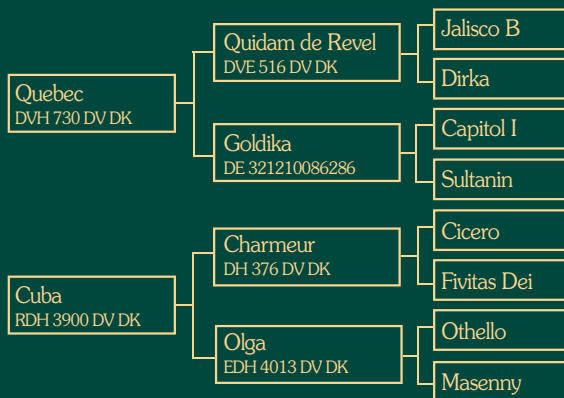 Quebec
DVH 730 DV DK
Quidam de Revel
DVE 516 DV DK
Jalisco B
Dirka
Goldika
DE 321210086286
Capitol I
Sultanin
Cuba
RDH 3900 DV DK
Charmeur
DH 376 DV DK
Cicero
Fivitas Dei
Olga
EDH 4013 DV DK
Othello
Masenny